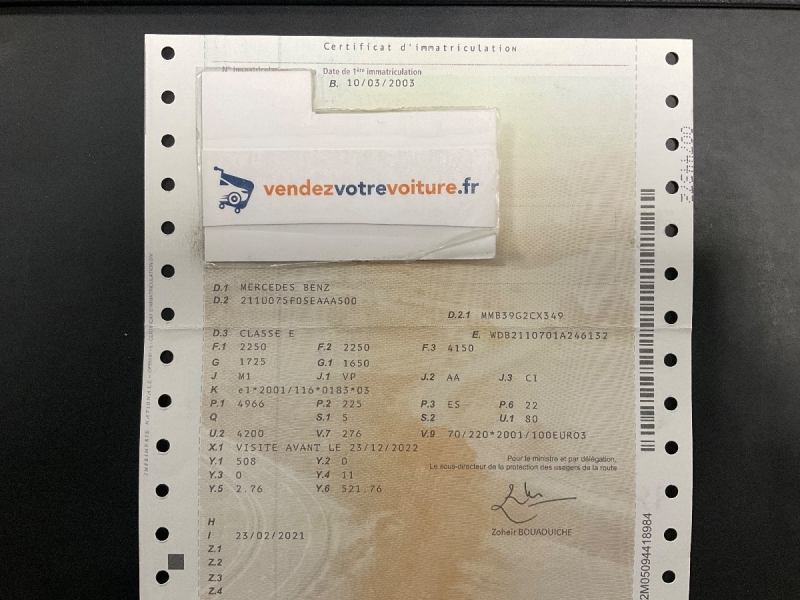 Certificat d'immatriculation
Date de 1ère immatriculation
B. 10/03/2003
vendezvotrevoiture.fr
D.1 MERCEDES BENZ
D.2 211U075F0SEAAA500
D.2.1 MMB39G2CX349
D.3 CLASSE E
E. WDB2110701A246132
F.1 2250 F.2 2250 F.3 4150
G 1725 G.1 1650
J M1 J.1 VP J.2 AA J.3 CI
K e1*2001/116*0183*03
P.1 4966 P.2 225 P.3 ES P.6 22
Q S.1 5 S.2 U.1 80
U.2 4200 V.7 276 V.9 70/220*2001/100EURO3
X.1 VISITE AVANT LE 23/12/2022
Y.1 508 Y.2 0
Y.3 0 Y.4 11
Y.5 2.76 Y.6 521.76
Pour le ministre et par délégation,
Le sous-directeur de la protection des usagers de la route
Zoheir BOUAOUICHE
H
I 23/02/2021
Z.1
Z.2
Z.3
Z.4
2M05094418984